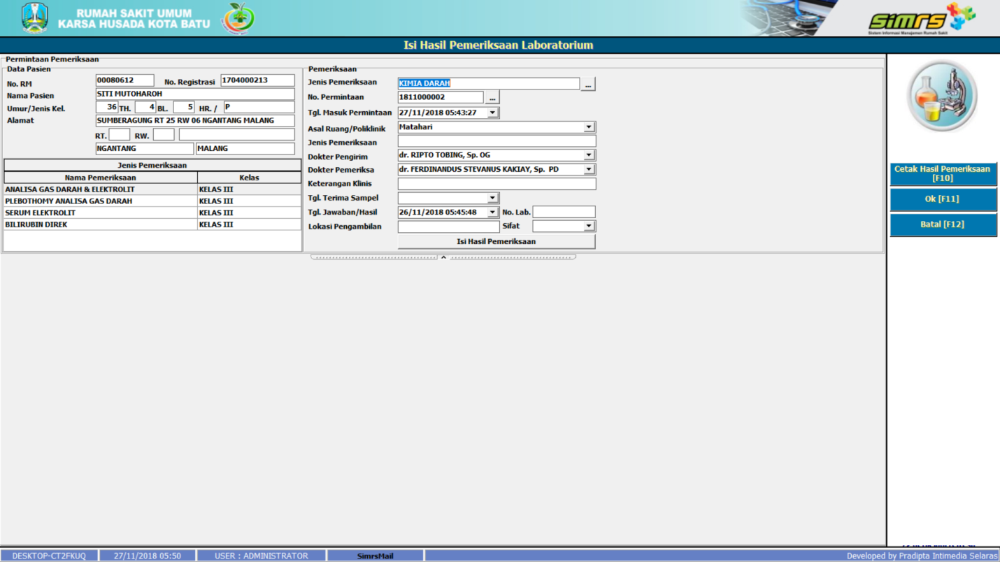 RUMAH SAKIT UMUM
KARSA HUSADA KOTA BATU
simrs
Sistem Informasi Manajemen Rumah Sakit
Isi Hasil Pemeriksaan Laboratorium
Permintaan Pemeriksaan
Data Pasien
No. RM 00080612 No. Registrasi 1704000213
Nama Pasien SITI MUTOHAROH
Umur/Jenis Kel. 36 TH. 4 BL. 5 HR. / P
Alamat SUMBERAGUNG RT 25 RW 06 NGANTANG MALANG
RT. RW.
NGANTANG MALANG
Jenis Pemeriksaan
Nama Pemeriksaan Kelas
ANALISA GAS DARAH & ELEKTROLIT KELAS III
PLEBOTHOMY ANALISA GAS DARAH KELAS III
SERUM ELEKTROLIT KELAS III
BILIRUBIN DIREK KELAS III
Pemeriksaan
Jenis Pemeriksaan KIMIA DARAH ...
No. Permintaan 1811000002 ...
Tgl. Masuk Permintaan 27/11/2018 05:43:27
Asal Ruang/Poliklinik Matahari
Jenis Pemeriksaan
Dokter Pengirim dr. RIPTO TOBING, Sp. OG
Dokter Pemeriksa dr. FERDINANDUS STEVANUS KAKIAY, Sp. PD
Keterangan Klinis
Tgl. Terima Sampel
Tgl. Jawaban/Hasil 26/11/2018 05:45:48 No. Lab.
Lokasi Pengambilan Sifat
Isi Hasil Pemeriksaan
Cetak Hasil Pemeriksaan
[F10]
Ok [F11]
Batal [F12]
DESKTOP-CT2FKUQ 27/11/2018 05:50 USER : ADMINISTRATOR SimrsMail Developed by Pradipta Intimedia Selaras